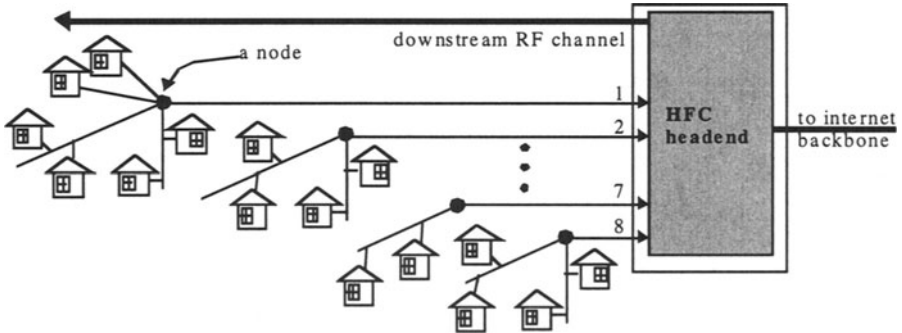 downstream RF channel
a node
1
HFC
headend
2
to internet
backbone
7
8